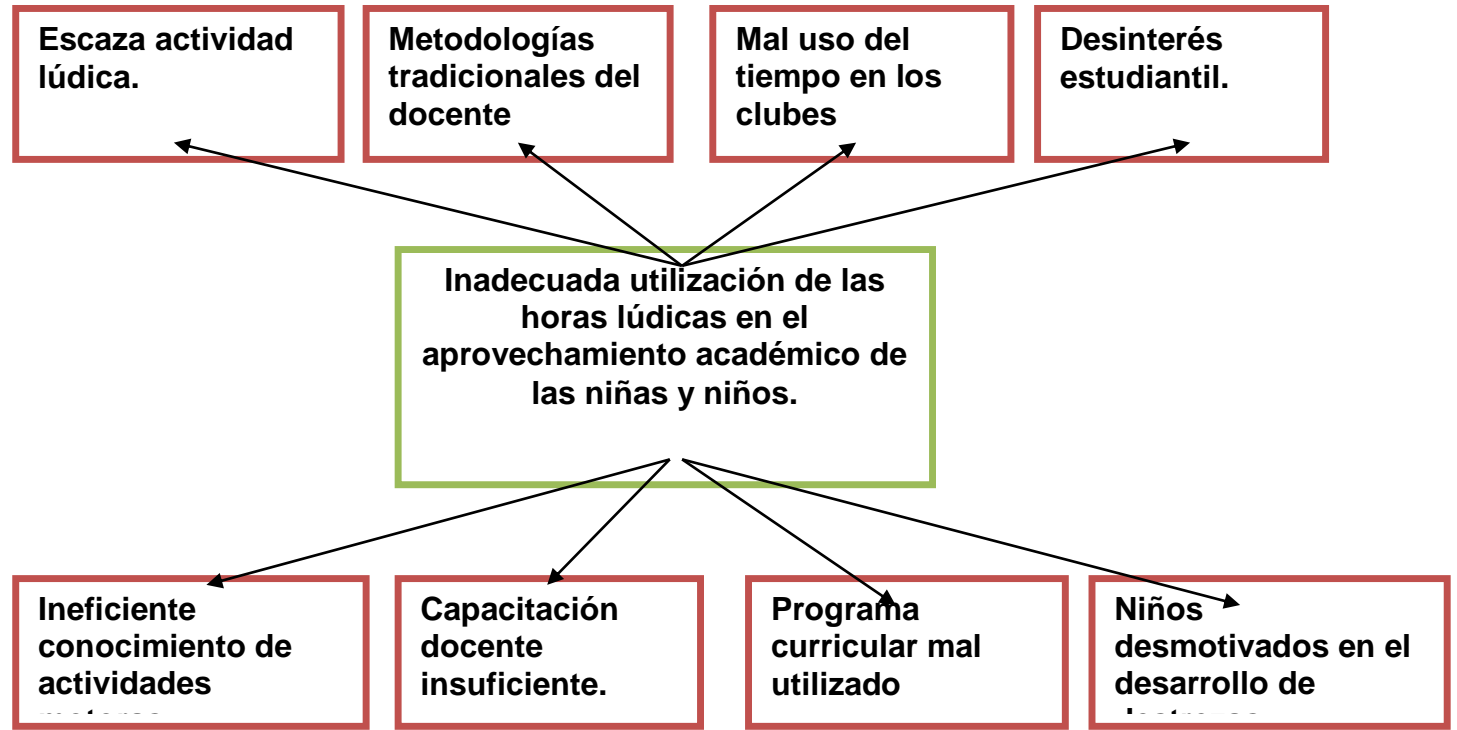 Escaza actividad
lúdica.
Metodologías
tradicionales del
docente
Mal uso del
tiempo en los
clubes
Desinterés
estudiantil.
Inadecuada utilización de las
horas lúdicas en el
aprovechamiento académico de
las niñas y niños.
Ineficiente
conocimiento de
actividades
Capacitación
docente
insuficiente.
Programa
curricular mal
utilizado
Niños
desmotivados en el
desarrollo de